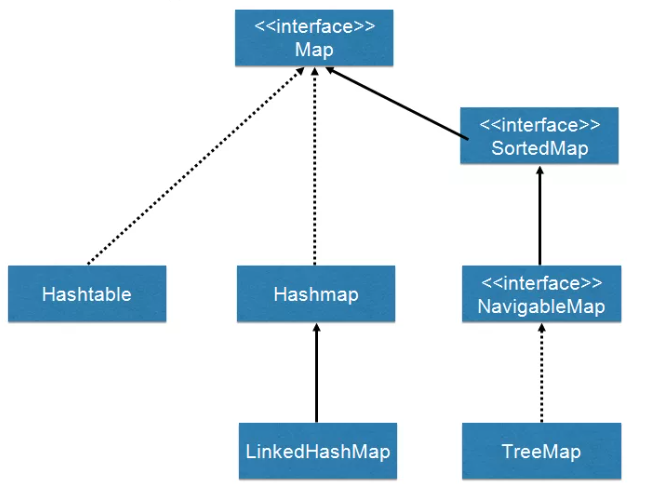 <<interface>>
Map
<<interface>>
SortedMap
Hashtable
Hashmap
<<interface>>
NavigableMap
LinkedHashMap
TreeMap